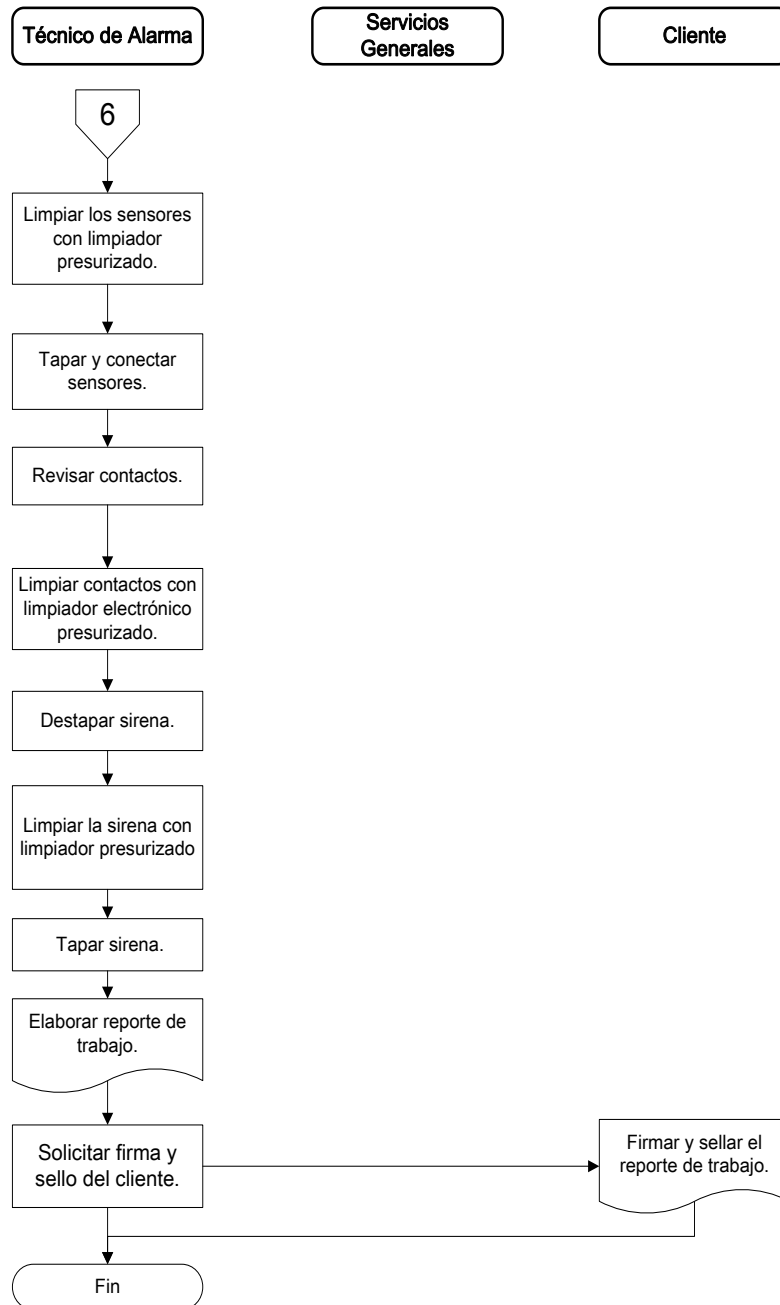 Técnico de Alarma
Servicios
Generales
Cliente
6
Limpiar los sensores
con limpiador
presurizado.
Tapar y conectar
sensores.
Revisar contactos.
Limpiar contactos con
limpiador electrónico
presurizado.
Destapar sirena.
Limpiar la sirena con
limpiador presurizado
Tapar sirena.
Elaborar reporte de
trabajo.
Solicitar firma y
sello del cliente.
Firmar y sellar el
reporte de trabajo.
Fin